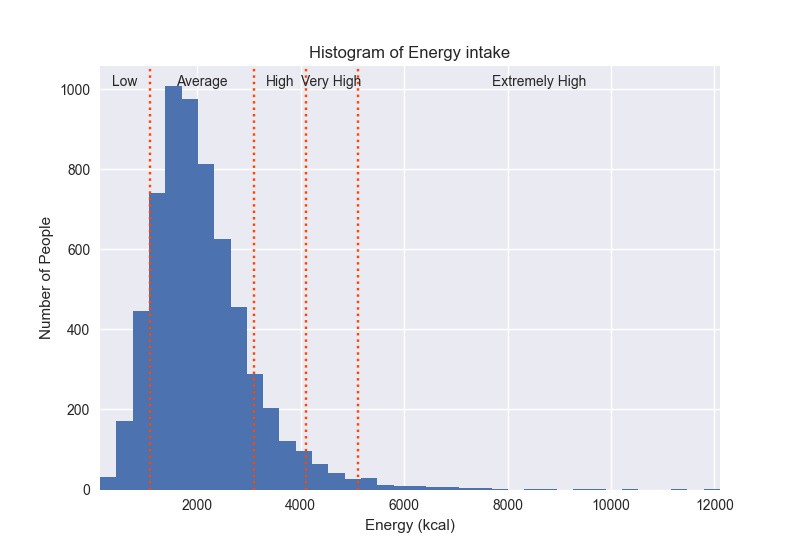 Histogram of Energy intake
Low Average High Very High Extremely High
1000
800
600
400
200
0
Number of People
2000 4000 6000 8000 10000 12000
Energy (kcal)